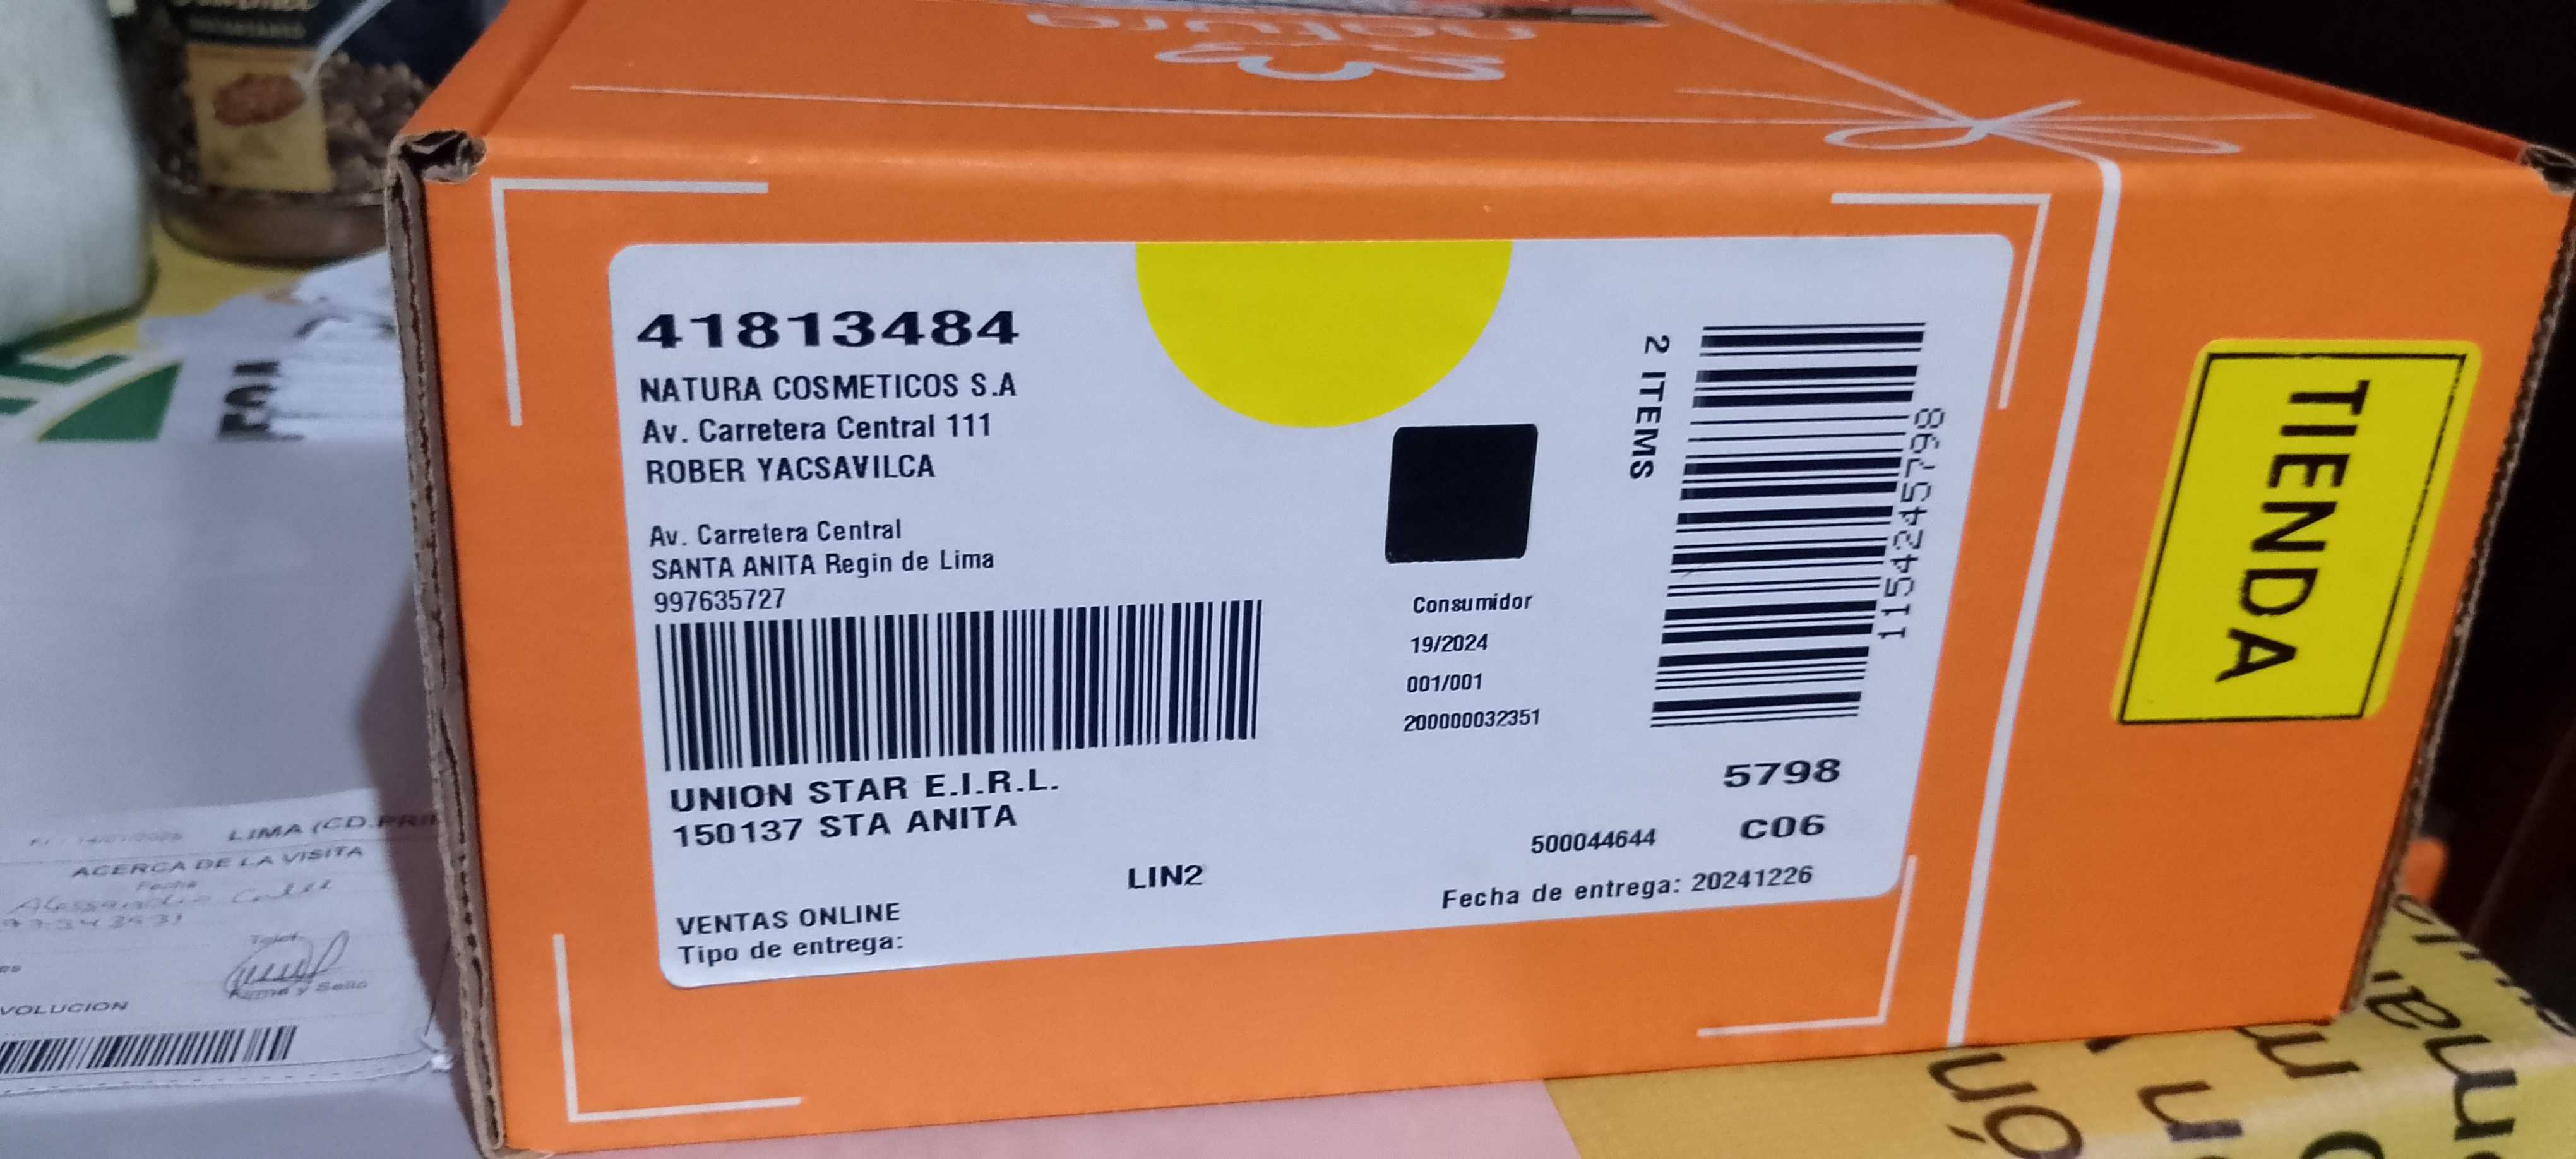 natura
41813484
NATURA COSMETICOS S.A
Av. Carretera Central 111
ROBER YACSAVILCA
Av. Carretera Central
SANTA ANITA Regin de Lima
997635727
UNION STAR E.I.R.L.
150137 STA ANITA
LIN2
VENTAS ONLINE
Tipo de entrega:
2 ITEMS
1154245798
Consumidor
19/2024
001/001
200000032351
5798
500044644 C06
Fecha de entrega: 20241226
TIENDA
LIMA (CD.PRI
ACERCA DE LA VISITA
Fecha
Firma y Sello
VOLUCION